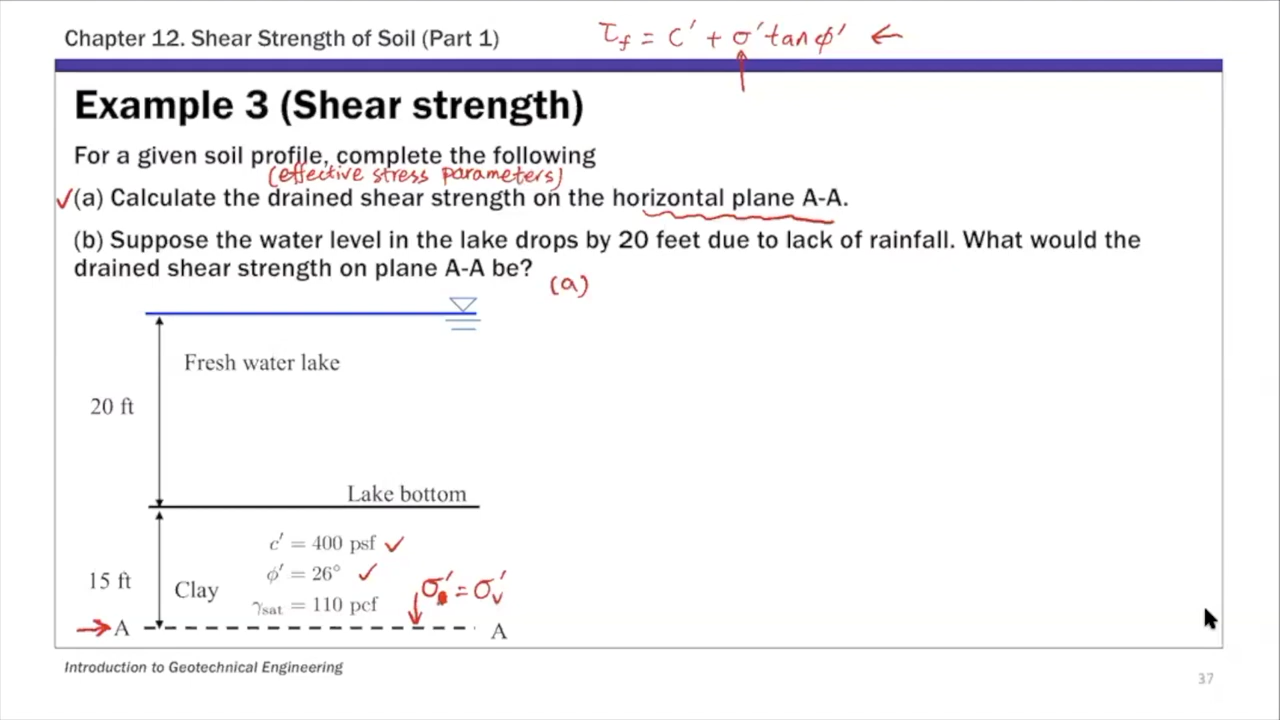 Chapter 12. Shear Strength of Soil (Part 1)
τf = c′ + σ′tanϕ′ ←
Example 3 (Shear strength)
For a given soil profile, complete the following
(effective stress parameters)
✓(a) Calculate the drained shear strength on the horizontal plane A-A.
(b) Suppose the water level in the lake drops by 20 feet due to lack of rainfall. What would the
drained shear strength on plane A-A be?
(a)
Fresh water lake
20 ft
Lake bottom
c′ = 400 psf ✓
ϕ′ = 26° ✓
15 ft
Clay
σ′ = σv′
γsat = 110 pcf
→ A
A
Introduction to Geotechnical Engineering
37